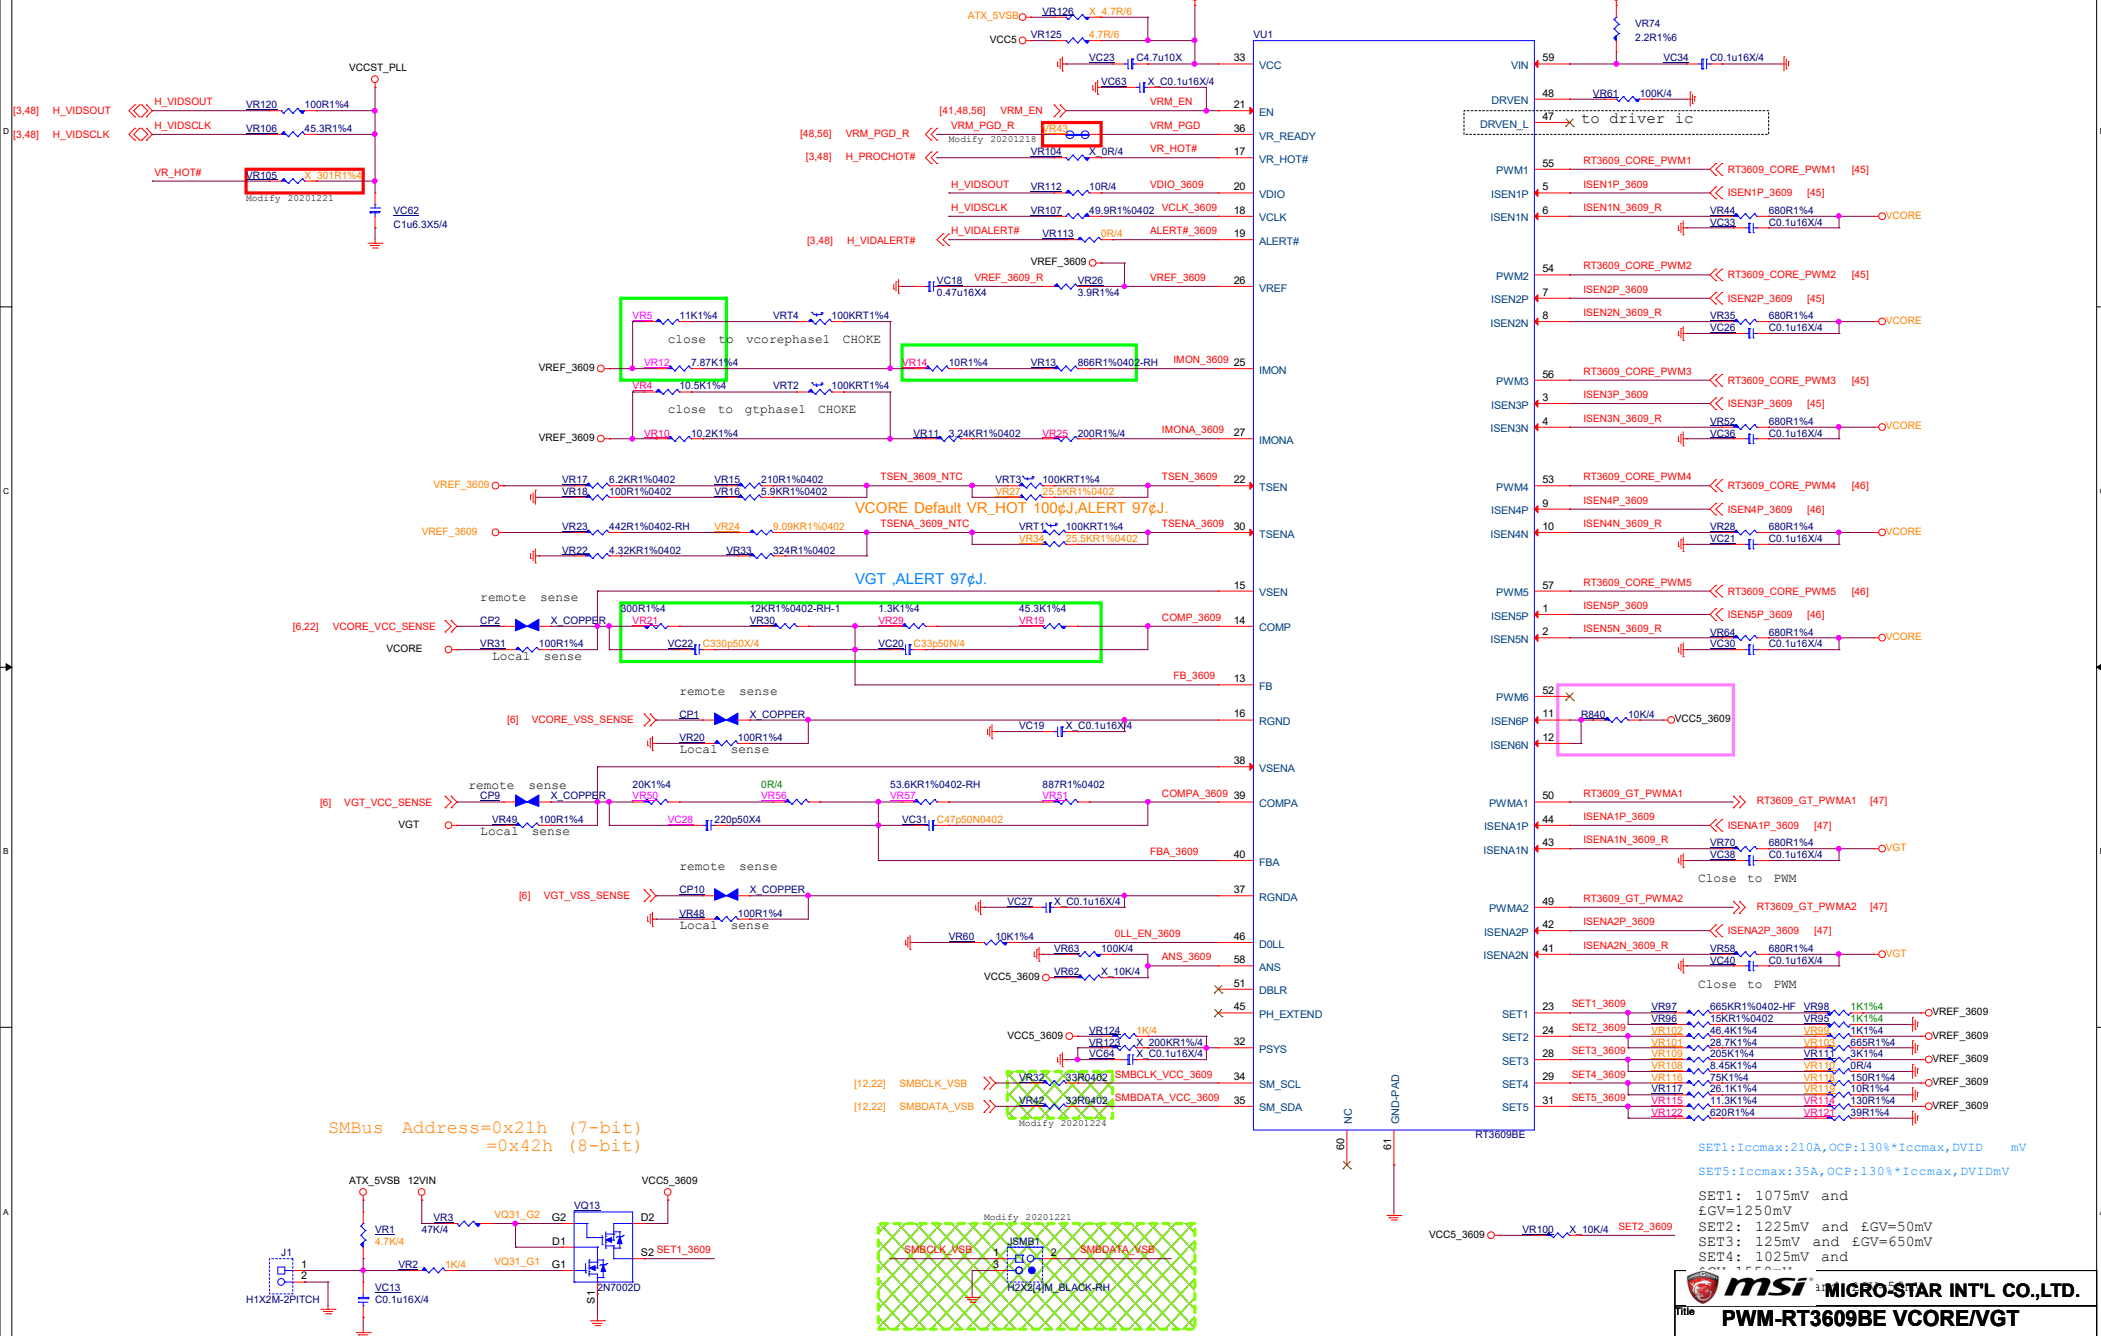 ATX_5VSB VR126 X_4.7R/6
VCC5 VR125 4.7R/6
VC23 C4.7u10X 33 VCC
VC63 X_C0.1u16X/4
VU1
VR74
2.2R1%6
VIN 59 VC34 C0.1u16X/4
VCCST_PLL
[3,48] H_VIDSOUT H_VIDSOUT VR120 100R1%4
[3,48] H_VIDSCLK H_VIDSCLK VR106 45.3R1%4
VR_HOT# VR105 X_301R1%4
Modify 20201221
VC62
C1u6.3X5/4
[41,48,56] VRM_EN VRM_EN 21 EN
[48,56] VRM_PGD_R VRM_PGD_R VR43 VRM_PGD 36 VR_READY
Modify 20201218
[3,48] H_PROCHOT# VR104 X_0R/4 VR_HOT# 17 VR_HOT#
H_VIDSOUT VR112 10R/4 VDIO_3609 20 VDIO
H_VIDSCLK VR107 49.9R1%0402 VCLK_3609 18 VCLK
[3,48] H_VIDALERT# H_VIDALERT# VR113 0R/4 ALERT#_3609 19 ALERT#
VREF_3609
VC18 0.47u16X4 VREF_3609_R VR26 3.9R1%4 VREF_3609 26 VREF
VR5 11K1%4 VRT4 100KRT1%4
close to vcorephase1 CHOKE
VREF_3609 VR12 7.87K1%4 VR14 10R1%4 VR13 866R1%0402-RH IMON_3609 25 IMON
VR4 10.5K1%4 VRT2 100KRT1%4
close to gtphase1 CHOKE
VREF_3609 VR10 10.2K1%4 VR11 3.24KR1%0402 VR25 200R1%/4 IMONA_3609 27 IMONA
VREF_3609 VR17 6.2KR1%0402 VR15 210R1%0402 TSEN_3609_NTC VRT3 100KRT1%4 TSEN_3609 22 TSEN
VR18 100R1%0402 VR16 5.9KR1%0402 VR27 25.5KR1%0402
VCORE Default VR_HOT 100¢J,ALERT 97¢J.
VREF_3609 VR23 442R1%0402-RH VR24 9.09KR1%0402 TSENA_3609_NTC VRT1 100KRT1%4 TSENA_3609 30 TSENA
VR34 25.5KR1%0402
VR22 4.32KR1%0402 VR33 324R1%0402
VGT ,ALERT 97¢J.
15 VSEN
remote sense
300R1%4 12KR1%0402-RH-1 1.3K1%4 45.3K1%4
[6,22] VCORE_VCC_SENSE CP2 X_COPPER VR21 VR30 VR29 VR19 COMP_3609 14 COMP
VCORE VR31 100R1%4 VC22 C330p50X/4 VC20 C33p50N/4
Local sense
FB_3609 13 FB
remote sense
[6] VCORE_VSS_SENSE CP1 X_COPPER VC19 X_C0.1u16X/4 16 RGND
VR20 100R1%4
Local sense
38 VSENA
remote sense
20K1%4 0R/4 53.6KR1%0402-RH 887R1%0402
[6] VGT_VCC_SENSE CP9 X_COPPER VR50 VR56 VR57 VR51 COMPA_3609 39 COMPA
VGT VR49 100R1%4 VC28 220p50X4 VC31 C47p50N0402
Local sense
FBA_3609 40 FBA
remote sense
[6] VGT_VSS_SENSE CP10 X_COPPER 37 RGNDA
VC27 X_C0.1u16X/4
VR48 100R1%4
Local sense
VR60 10K1%4 0LL_EN_3609 46 D0LL
VR63 100K/4 ANS_3609 58 ANS
VCC5_3609 VR62 X_10K/4
51 DBLR
45 PH_EXTEND
VCC5_3609 VR124 1K/4
VR123 X_200KR1%/4 32 PSYS
VC64 X_C0.1u16X/4
[12,22] SMBCLK_VSB VR32 33R0402 SMBCLK_VCC_3609 34 SM_SCL
[12,22] SMBDATA_VSB VR42 33R0402 SMBDATA_VCC_3609 35 SM_SDA
Modify 20201224
DRVEN 48 VR61 100K/4
DRVEN_L 47 to driver ic
PWM1 55 RT3609_CORE_PWM1 RT3609_CORE_PWM1 [45]
ISEN1P 5 ISEN1P_3609 ISEN1P_3609 [45]
ISEN1N 6 ISEN1N_3609_R VR44 680R1%4 VCORE
VC33 C0.1u16X/4
PWM2 54 RT3609_CORE_PWM2 RT3609_CORE_PWM2 [45]
ISEN2P 7 ISEN2P_3609 ISEN2P_3609 [45]
ISEN2N 8 ISEN2N_3609_R VR35 680R1%4 VCORE
VC26 C0.1u16X/4
PWM3 56 RT3609_CORE_PWM3 RT3609_CORE_PWM3 [45]
ISEN3P 3 ISEN3P_3609 ISEN3P_3609 [45]
ISEN3N 4 ISEN3N_3609_R VR52 680R1%4 VCORE
VC36 C0.1u16X/4
PWM4 53 RT3609_CORE_PWM4 RT3609_CORE_PWM4 [46]
ISEN4P 9 ISEN4P_3609 ISEN4P_3609 [46]
ISEN4N 10 ISEN4N_3609_R VR28 680R1%4 VCORE
VC21 C0.1u16X/4
PWM5 57 RT3609_CORE_PWM5 RT3609_CORE_PWM5 [46]
ISEN5P 1 ISEN5P_3609 ISEN5P_3609 [46]
ISEN5N 2 ISEN5N_3609_R VR64 680R1%4 VCORE
VC30 C0.1u16X/4
PWM6 52
ISEN6P 11 R840 10K/4 VCC5_3609
ISEN6N 12
PWMA1 50 RT3609_GT_PWMA1 RT3609_GT_PWMA1 [47]
ISENA1P 44 ISENA1P_3609 ISENA1P_3609 [47]
ISENA1N 43 ISENA1N_3609_R VR70 680R1%4 VGT
VC38 C0.1u16X/4
Close to PWM
PWMA2 49 RT3609_GT_PWMA2 RT3609_GT_PWMA2 [47]
ISENA2P 42 ISENA2P_3609 ISENA2P_3609 [47]
ISENA2N 41 ISENA2N_3609_R VR58 680R1%4 VGT
VC40 C0.1u16X/4
Close to PWM
SET1 23 SET1_3609 VR97 665KR1%0402-HF VR98 1K1%4 VREF_3609
VR96 15KR1%0402 VR95 1K1%4
SET2 24 SET2_3609 VR102 46.4K1%4 VR99 1K1%4 VREF_3609
VR101 28.7K1%4 VR103 665R1%4
SET3 28 SET3_3609 VR109 205K1%4 VR111 3K1%4 VREF_3609
VR108 8.45K1%4 0R/4
SET4 29 SET4_3609 VR116 75K1%4 150R1%4 VREF_3609
VR117 26.1K1%4 10R1%4
SET5 31 SET5_3609 VR115 11.3K1%4 VR114 130R1%4 VREF_3609
VR122 620R1%4 VR121 39R1%4
NC 60
GND-PAD 61
RT3609BE
SMBus Address=0x21h (7-bit)
=0x42h (8-bit)
ATX_5VSB 12VIN VCC5_3609
VR1 4.7K/4
VR3 47K/4
VQ31_G2 G2 VQ13 D2
D1
S2 SET1_3609
J1 1 2
H1X2M-2PITCH
VR2 1K/4 VQ31_G1 G1
S1
2N7002D
VC13
C0.1u16X/4
Modify 20201221
SMBCLK_VSB 1 JSMB1 2 SMBDATA_VSB
3
H2X2[4]M_BLACK-RH
SET1:Iccmax:210A,OCP:130%*Iccmax,DVID mV
SET5:Iccmax:35A,OCP:130%*Iccmax,DVIDmV
SET1: 1075mV and
£GV=1250mV
SET2: 1225mV and £GV=50mV
SET3: 125mV and £GV=650mV
SET4: 1025mV and
VCC5_3609 VR100 X_10K/4 SET2_3609
msi MICRO-STAR INT'L CO.,LTD.
Title
PWM-RT3609BE VCORE/VGT
D
C
B
A